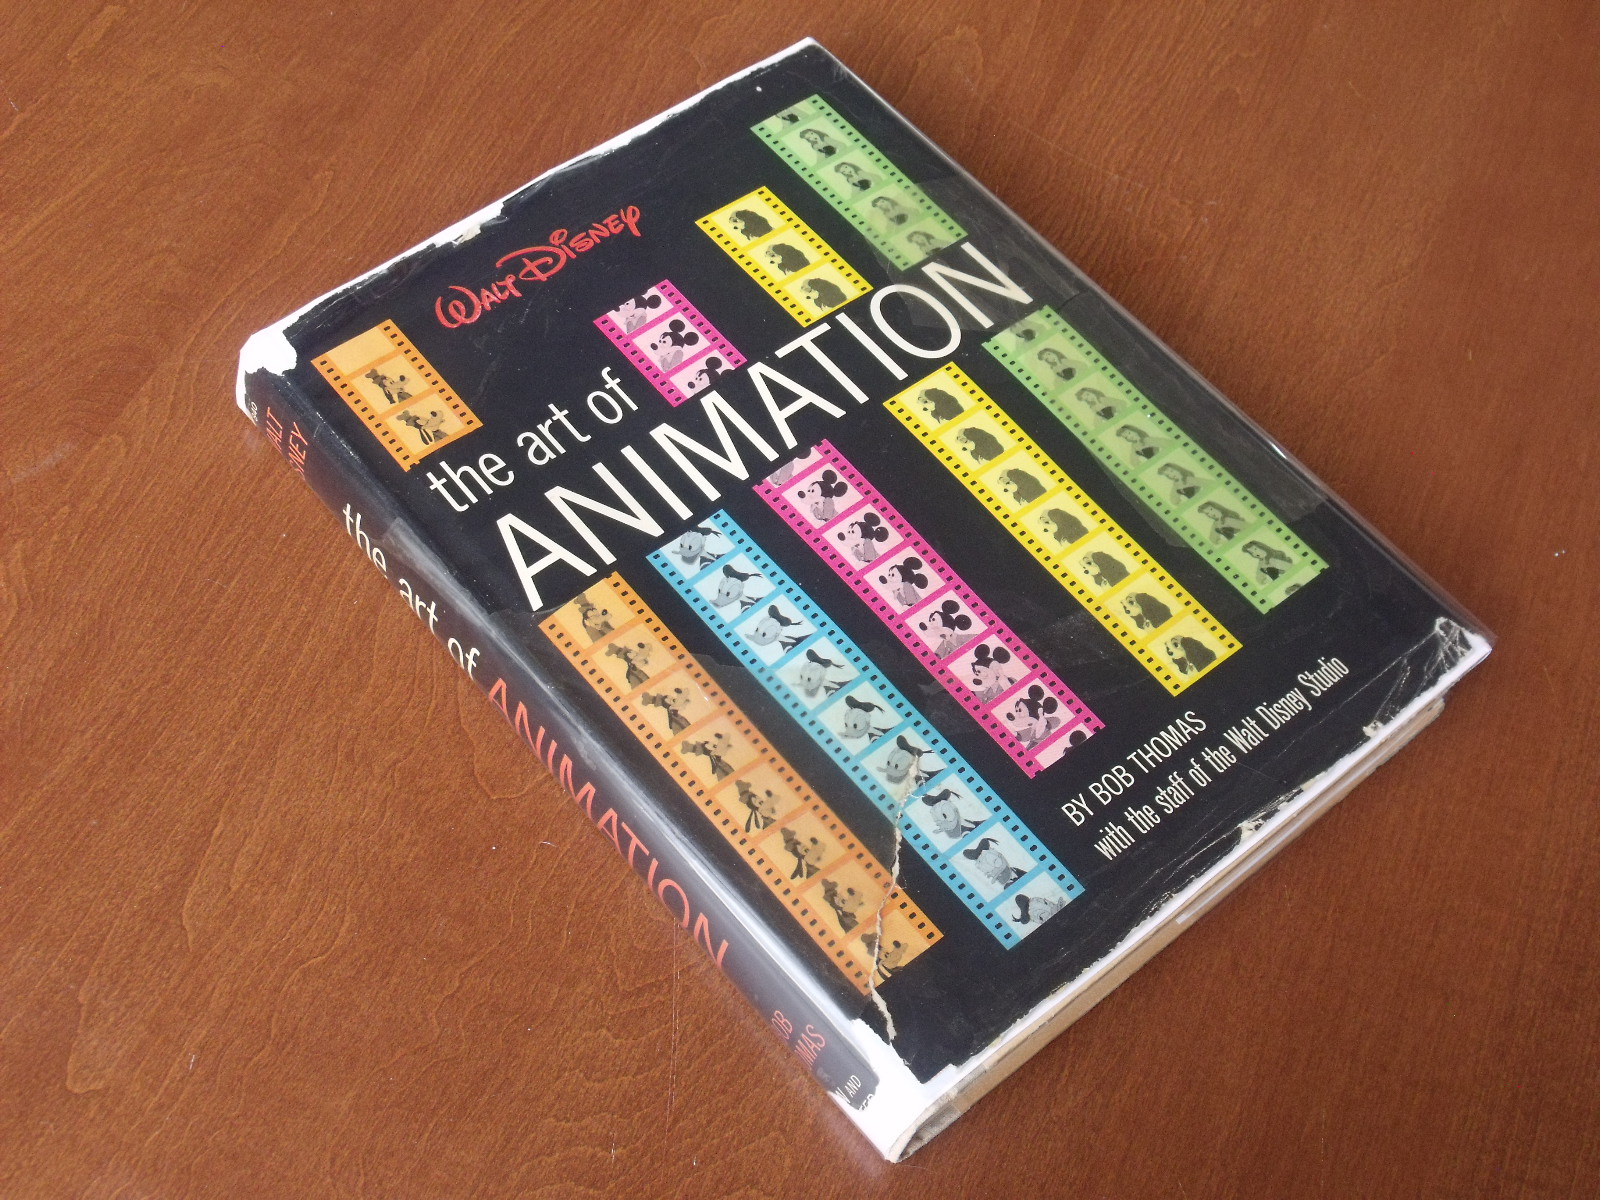 WALT DISNEY
the art of
ANIMATION
BY BOB THOMAS
with the staff of the Walt Disney Studio
the art of ANIMATION